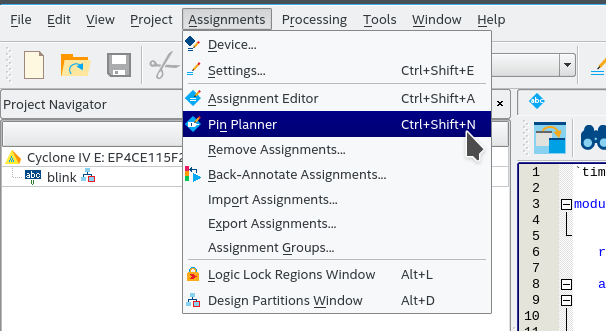 File Edit View Project Assignments Processing Tools Window Help
Device...
Settings... Ctrl+Shift+E
Project Navigator
Assignment Editor Ctrl+Shift+A
abc
Pin Planner Ctrl+Shift+N
Remove Assignments...
Cyclone IV E: EP4CE115F2
abc blink
Back-Annotate Assignments...
Import Assignments...
Export Assignments...
Assignment Groups...
Logic Lock Regions Window Alt+L
Design Partitions Window Alt+D
1 `tim
2
3 modu
4
5
6 r
7
8 a
9
10